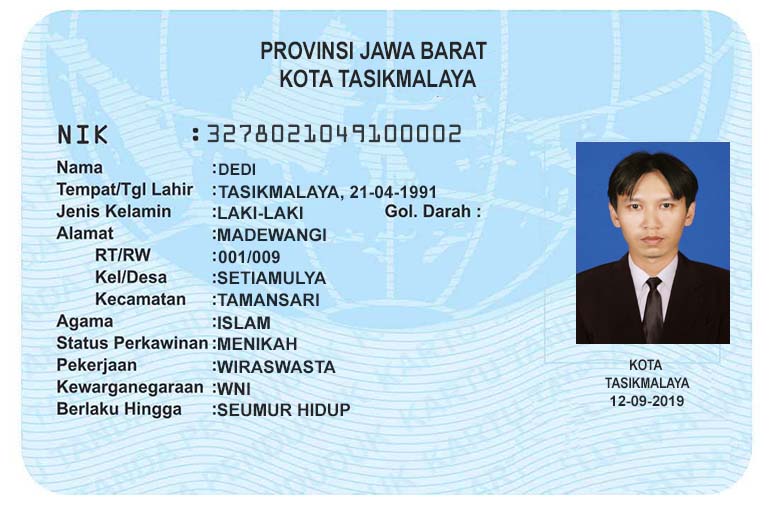 PROVINSI JAWA BARAT
KOTA TASIKMALAYA
NIK : 3278021049100002
Nama : DEDI
Tempat/Tgl Lahir : TASIKMALAYA, 21-04-1991
Jenis Kelamin : LAKI-LAKI Gol. Darah :
Alamat : MADEWANGI
RT/RW : 001/009
Kel/Desa : SETIAMULYA
Kecamatan : TAMANSARI
Agama : ISLAM
Status Perkawinan : MENIKAH
Pekerjaan : WIRASWASTA
Kewarganegaraan : WNI
Berlaku Hingga : SEUMUR HIDUP
KOTA
TASIKMALAYA
12-09-2019